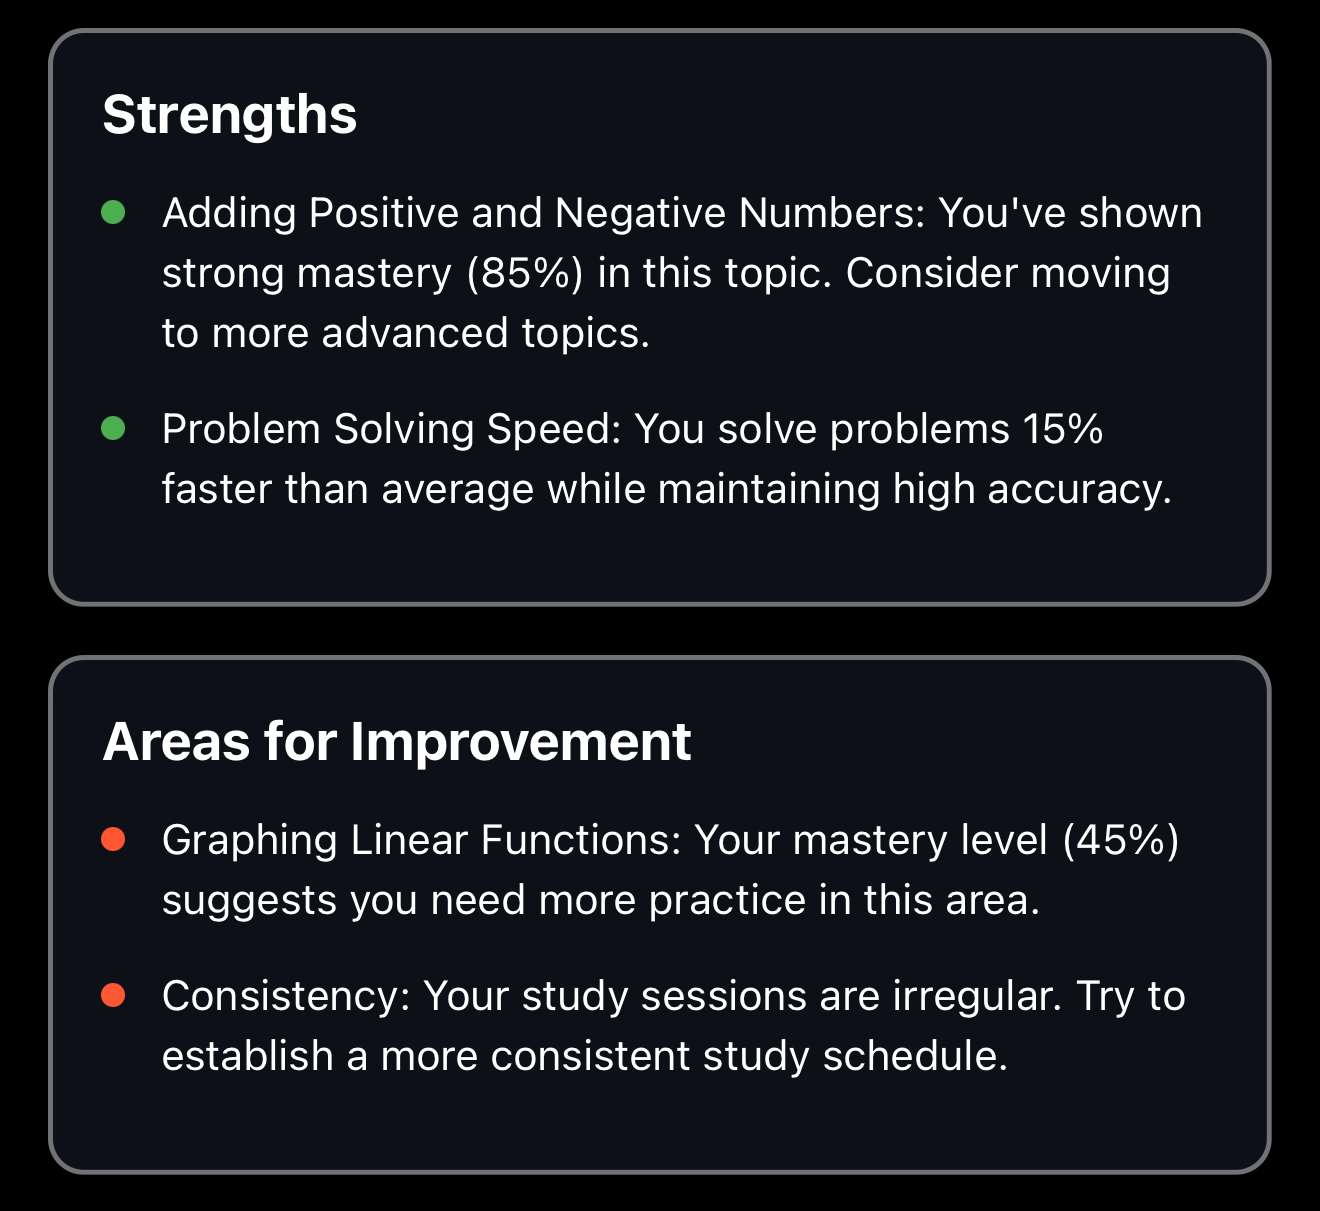 Strengths
Adding Positive and Negative Numbers: You've shown
strong mastery (85%) in this topic. Consider moving
to more advanced topics.
Problem Solving Speed: You solve problems 15%
faster than average while maintaining high accuracy.
Areas for Improvement
Graphing Linear Functions: Your mastery level (45%)
suggests you need more practice in this area.
Consistency: Your study sessions are irregular. Try to
establish a more consistent study schedule.